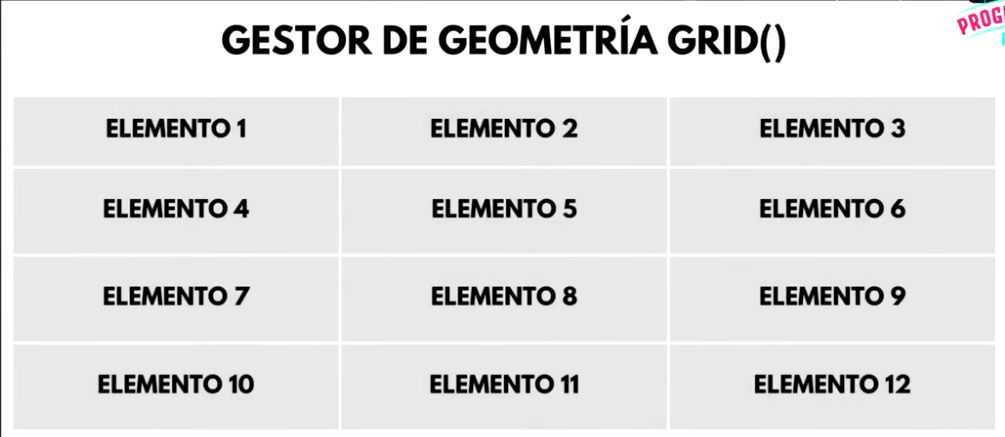 GESTOR DE GEOMETRÍA GRID()
ELEMENTO 1 ELEMENTO 2 ELEMENTO 3
ELEMENTO 4 ELEMENTO 5 ELEMENTO 6
ELEMENTO 7 ELEMENTO 8 ELEMENTO 9
ELEMENTO 10 ELEMENTO 11 ELEMENTO 12